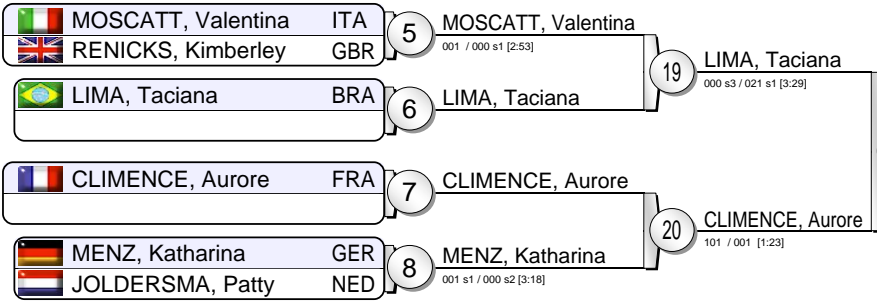 MOSCATT, Valentina ITA
RENICKS, Kimberley GBR
5
MOSCATT, Valentina
001 / 000 s1 [2:53]
LIMA, Taciana BRA
6
LIMA, Taciana
19
LIMA, Taciana
000 s3 / 021 s1 [3:29]
CLIMENCE, Aurore FRA
7
CLIMENCE, Aurore
MENZ, Katharina GER
JOLDERSMA, Patty NED
8
MENZ, Katharina
001 s1 / 000 s2 [3:18]
20
CLIMENCE, Aurore
101 / 001 [1:23]